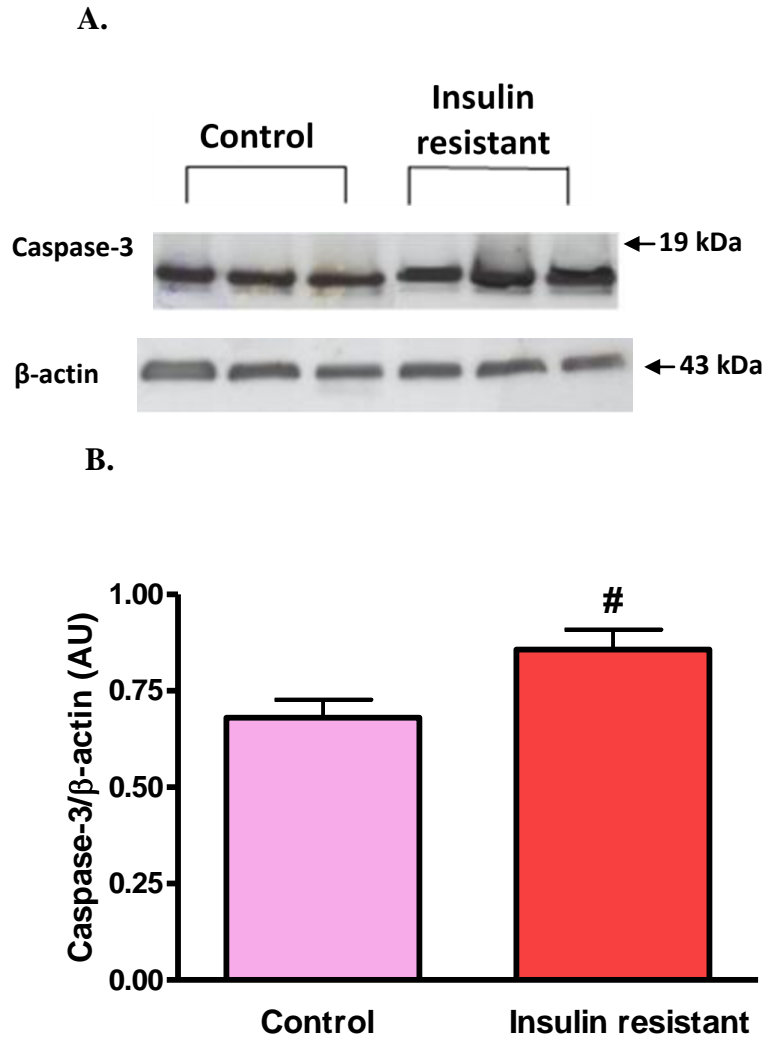 A.
Control
Insulin
resistant
Caspase-3
←19 kDa
β-actin
←43 kDa
B.
Caspase-3/β-actin (AU)
1.00
0.75
0.50
0.25
0.00
#
Control
Insulin resistant